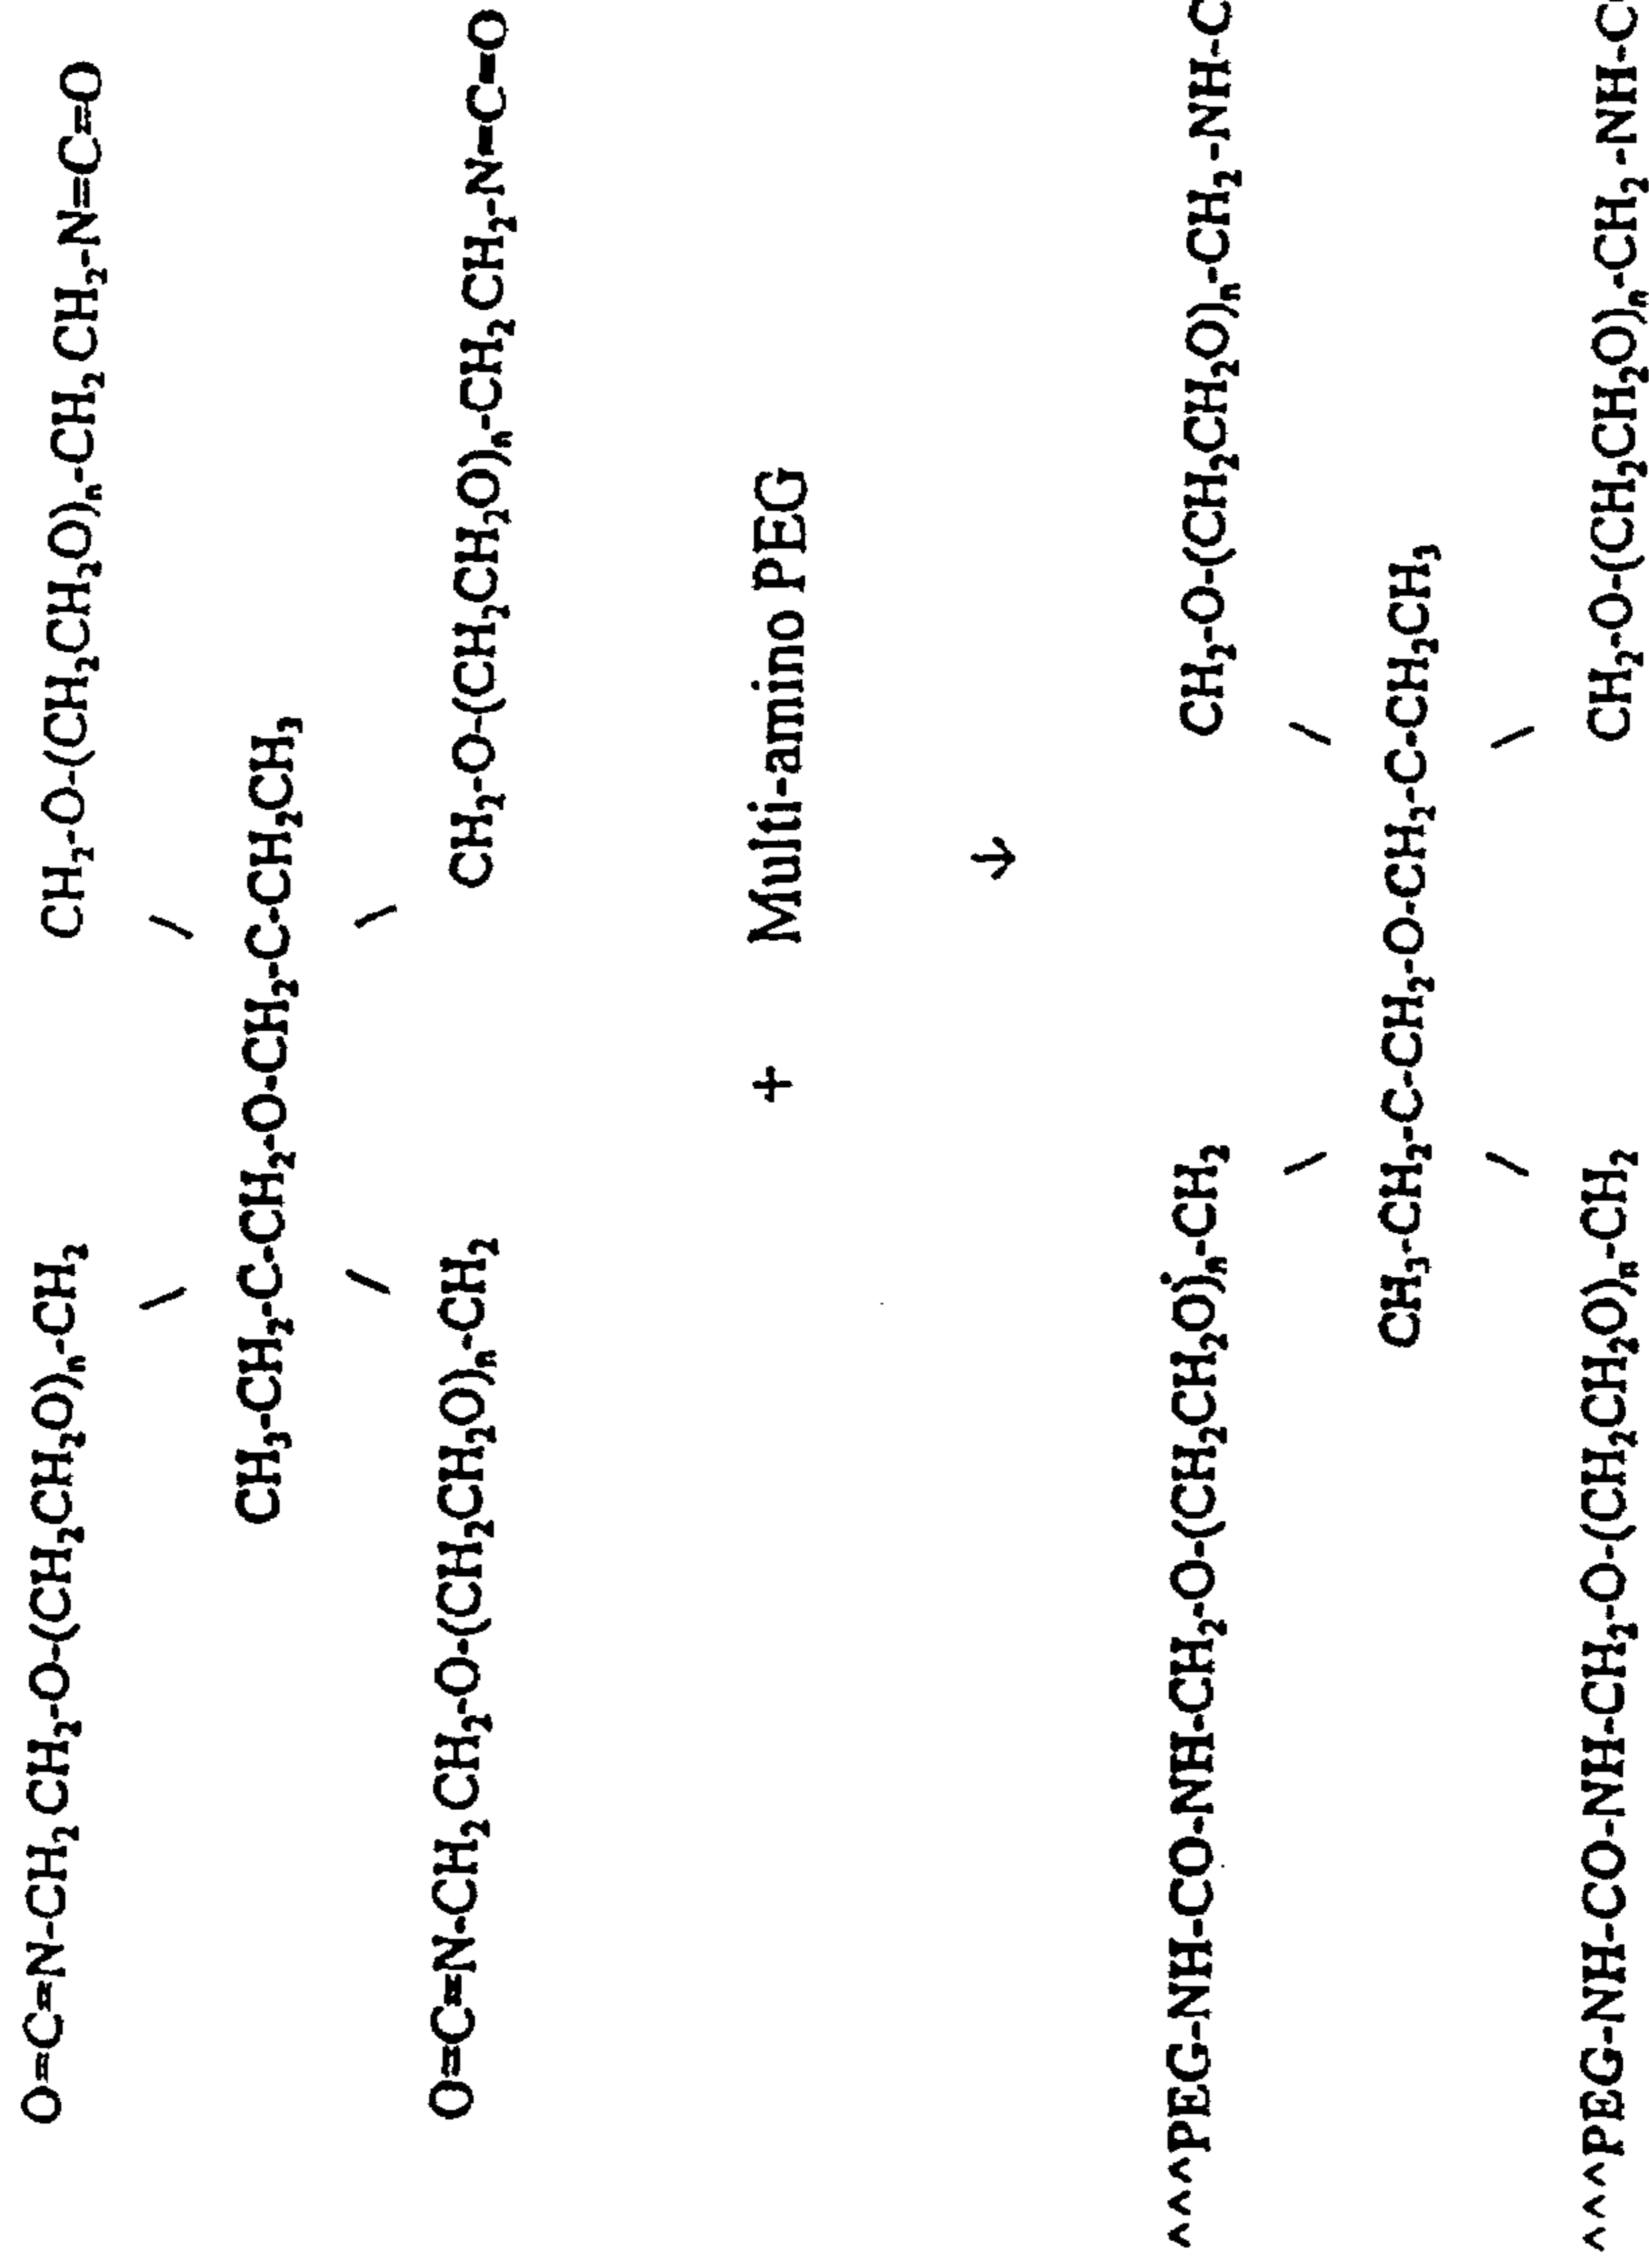 O=C=N-CH₂CH₂-O-(CH₂CH₂O)ₙ-CH₂ CH₂-O-(CH₂CH₂O)ₙ-CH₂CH₂-N=C=O
\ /
CH₃-CH₂-C-CH₂-O-CH₂-C-CH₂CH₃
/ \
O=C=N-CH₂CH₂-O-(CH₂CH₂O)ₙ-CH₂ CH₂-O-(CH₂CH₂O)ₙ-CH₂CH₂-N=C=O
+ Multi-amino PEG
↓
^^^PEG-NH-CO-NH-CH₂-O-(CH₂CH₂O)ₙ-CH₂ CH₂-O-(CH₂CH₂O)ₙ-CH₂-NH-C
\ /
CH₃-CH₂-C-CH₂-O-CH₂-C-CH₂CH₃
/ \
^^^PEG-NH-CO-NH-CH₂-O-(CH₂CH₂O)ₙ-CH₂ CH₂-O-(CH₂CH₂O)ₙ-CH₂-NH-C